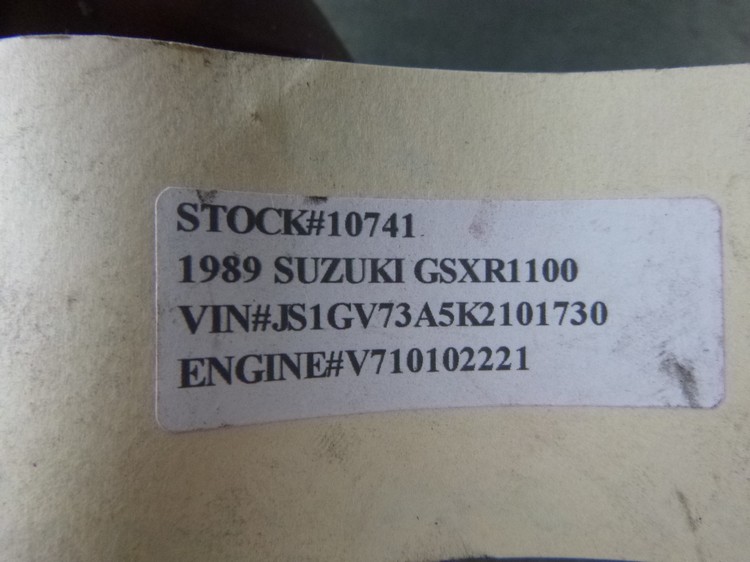 STOCK#10741
1989 SUZUKI GSXR1100
VIN#JS1GV73A5K2101730
ENGINE#V710102221